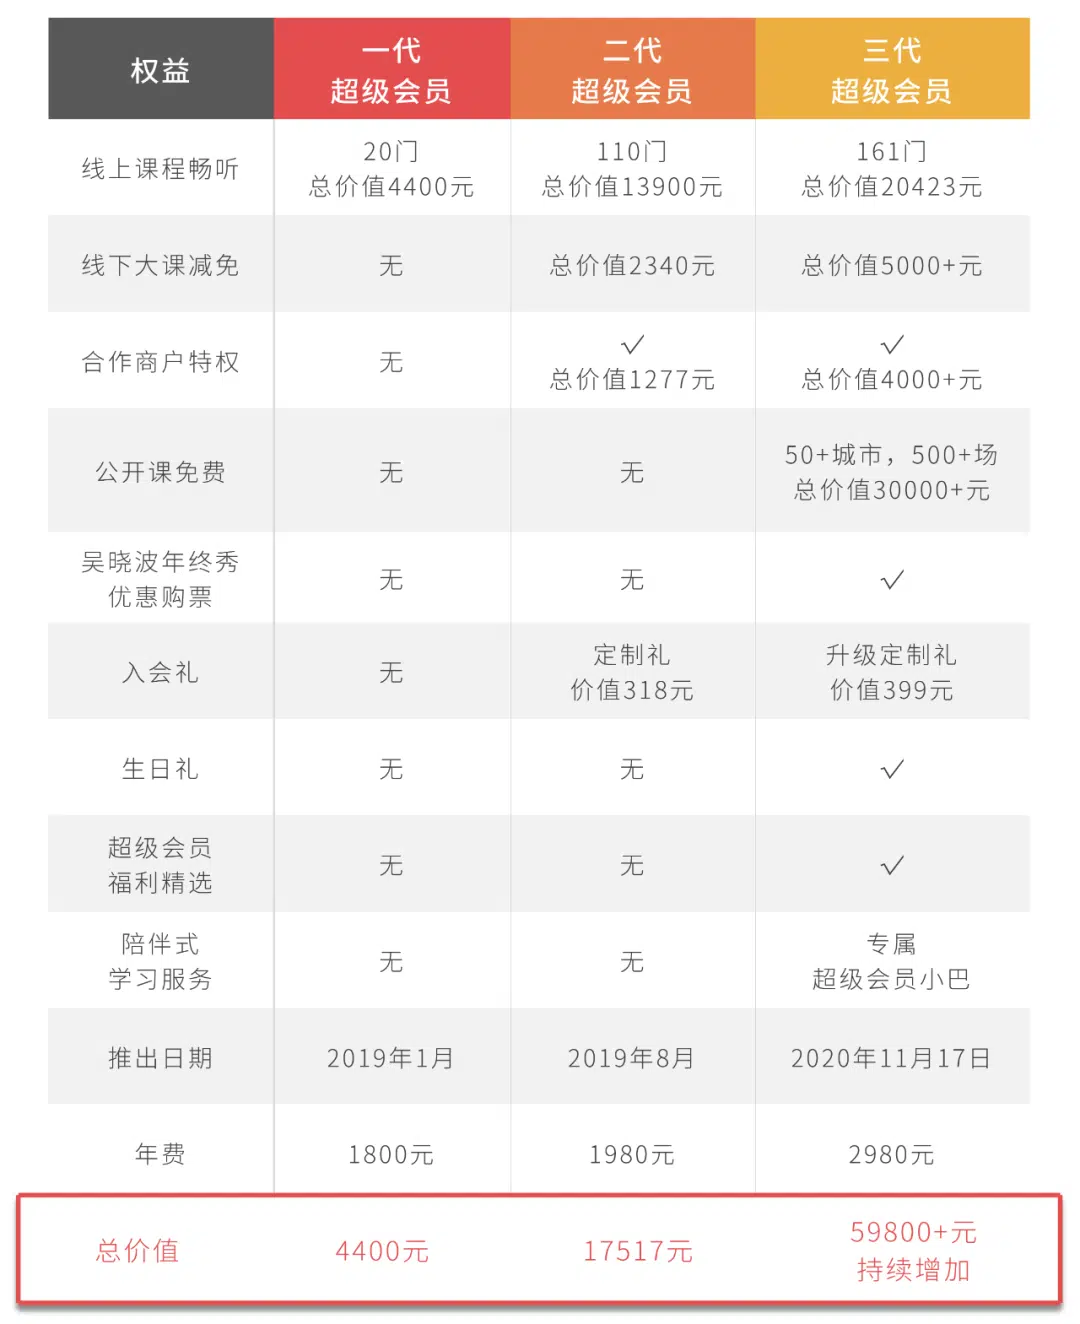 权益
一代
超级会员
二代
超级会员
三代
超级会员
线上课程畅听
20门
总价值4400元
110门
总价值13900元
161门
总价值20423元
线下大课减免
无
总价值2340元
总价值5000+元
合作商户特权
无
✓
总价值1277元
✓
总价值4000+元
公开课免费
无
无
50+城市，500+场
总价值30000+元
吴晓波年终秀
优惠购票
无
无
✓
入会礼
无
定制礼
价值318元
升级定制礼
价值399元
生日礼
无
无
✓
超级会员
福利精选
无
无
✓
陪伴式
学习服务
无
无
专属
超级会员小巴
推出日期
2019年1月
2019年8月
2020年11月17日
年费
1800元
1980元
2980元
总价值
4400元
17517元
59800+元
持续增加